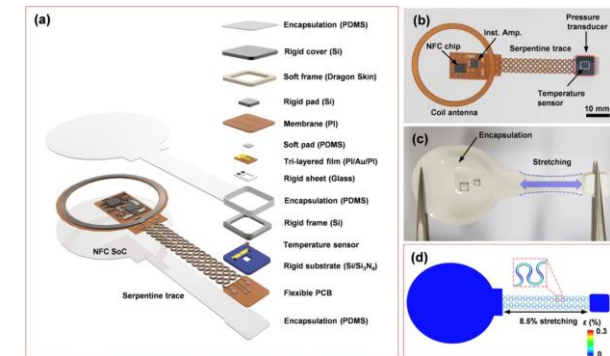 (a)
Encapsulation (PDMS)
Rigid cover (Si)
Soft frame (Dragon Skin)
Rigid pad (Si)
Membrane (PI)
Soft pad (PDMS)
Tri-layered film (PI/Au/PI)
Rigid sheet (Glass)
Encapsulation (PDMS)
Rigid frame (Si)
Temperature sensor
Rigid substrate (Si/Si₃N₄)
Flexible PCB
Encapsulation (PDMS)
NFC SoC
Serpentine trace
(b)
Pressure
transducer
Inst. Amp.
NFC chip
Serpentine trace
Temperature
sensor
Coil antenna
10 mm
(c)
Encapsulation
Stretching
(d)
8.5% stretching
ε (%)
0.3
0